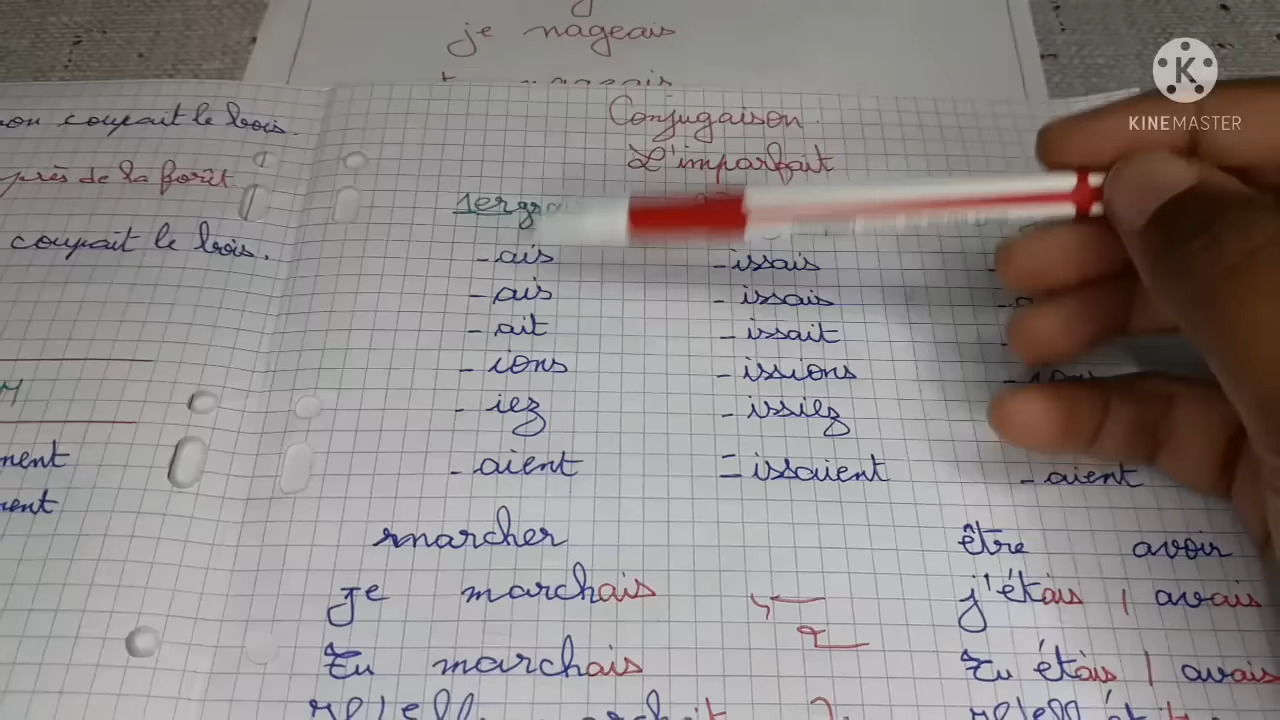 je nageais
Conjugaison
L'imparfait
on coupait le bois.
près de la forêt
coupait le bois.
1ergr
- ais
- ais
- ait
- ions
- iez
- aient
- issais
- issais
- issait
- issions
- issiez
- issaient
- aient
marcher
je marchais
Tu marchais
être avoir
j'étais / avais
Tu étais / avais
KINEMASTER